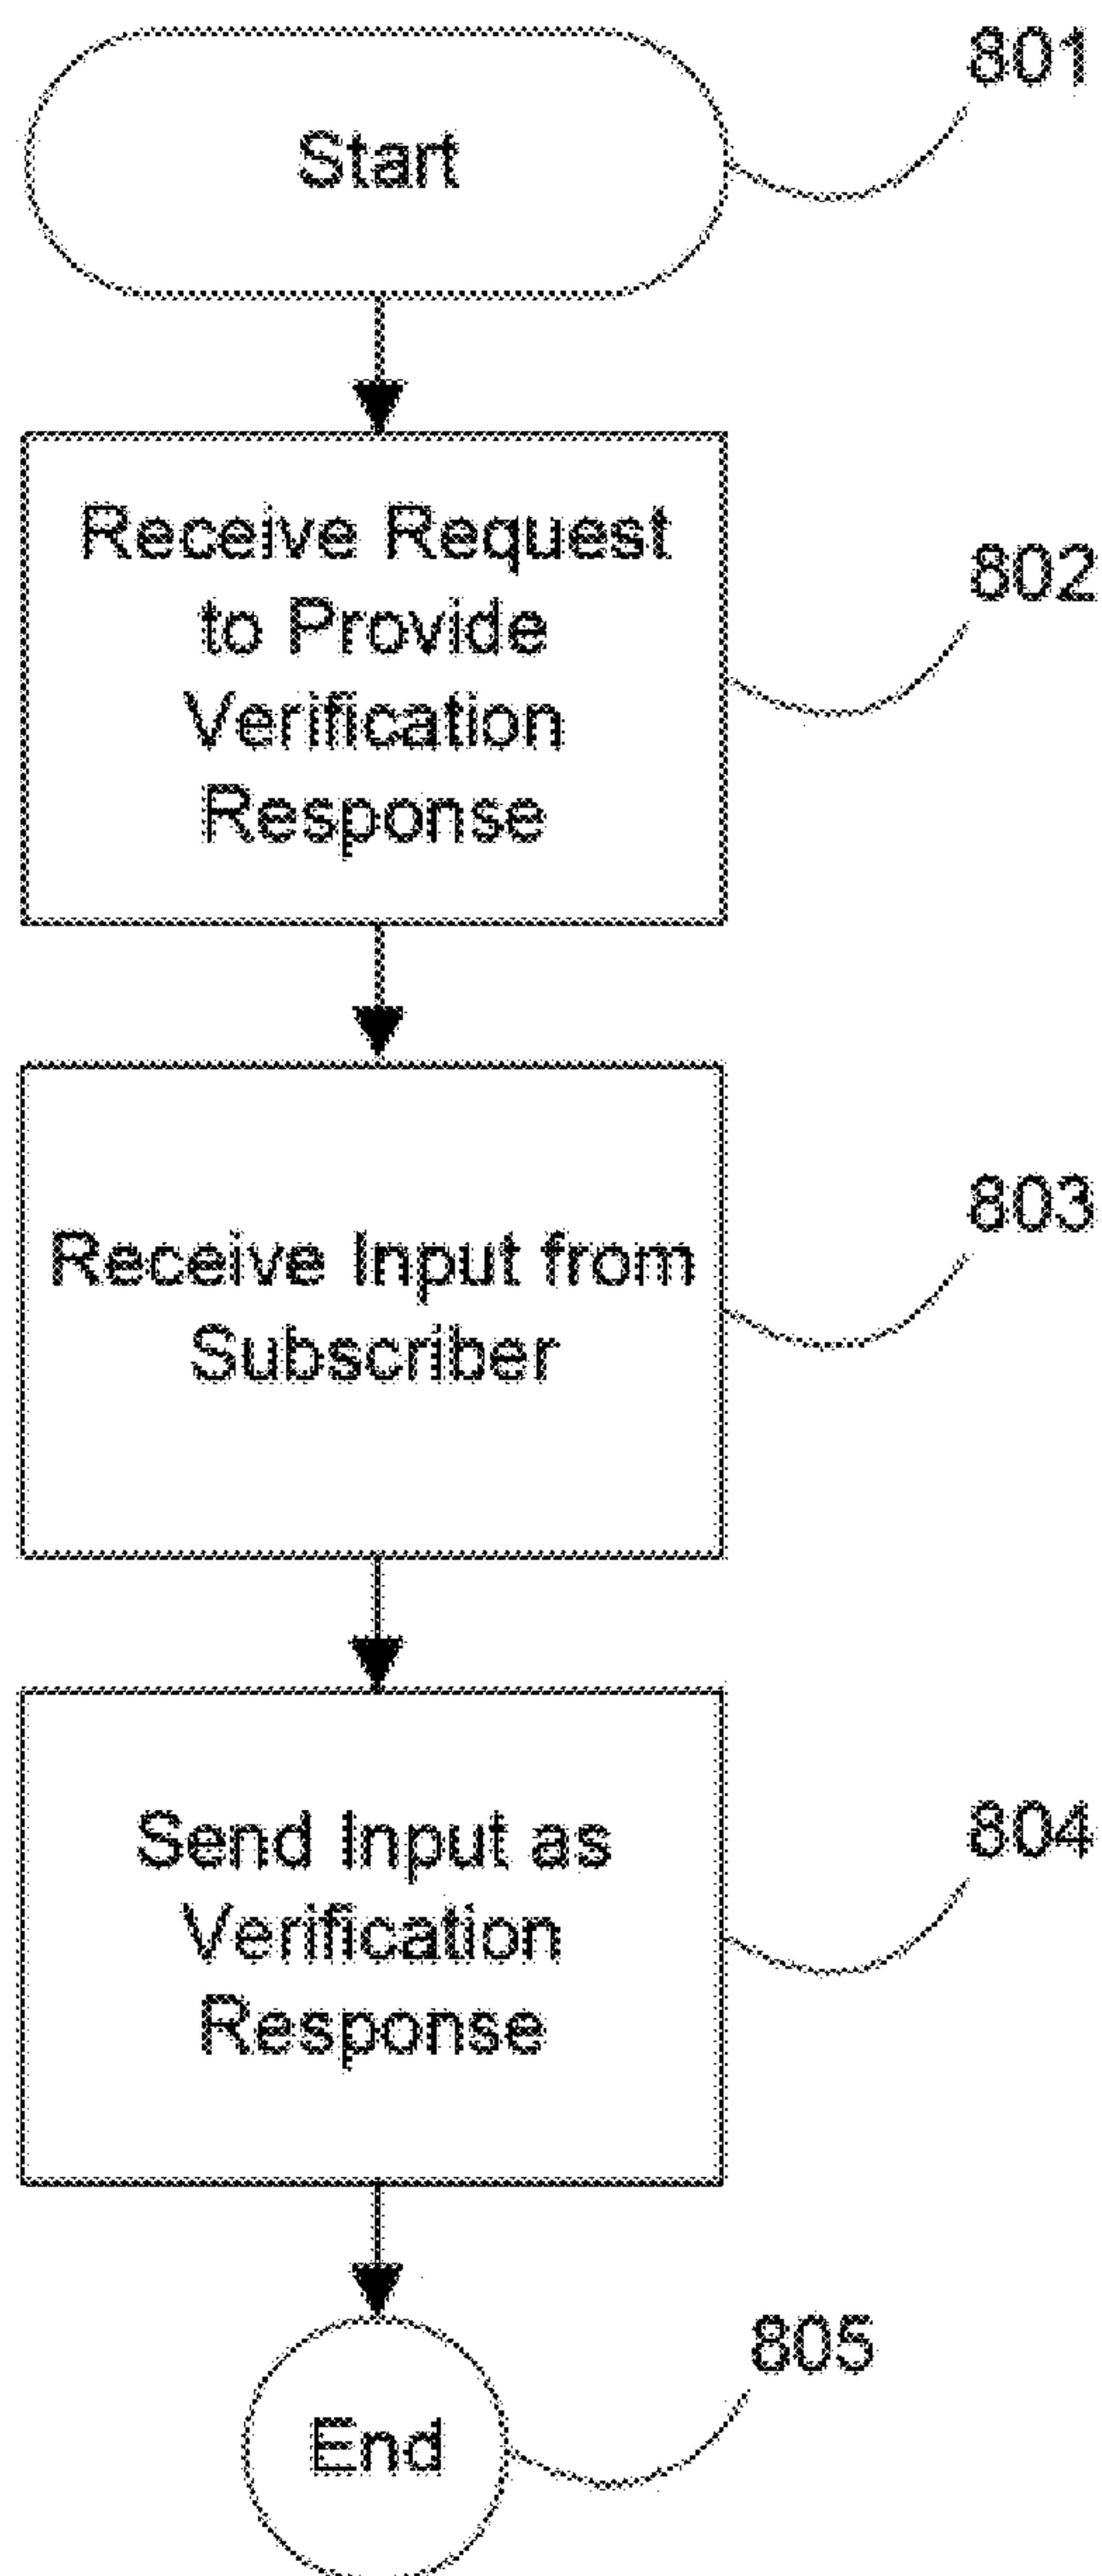 Start
801
Receive Request
to Provide
Verification
Response
802
Receive Input from
Subscriber
803
Send Input as
Verification
Response
804
End
805